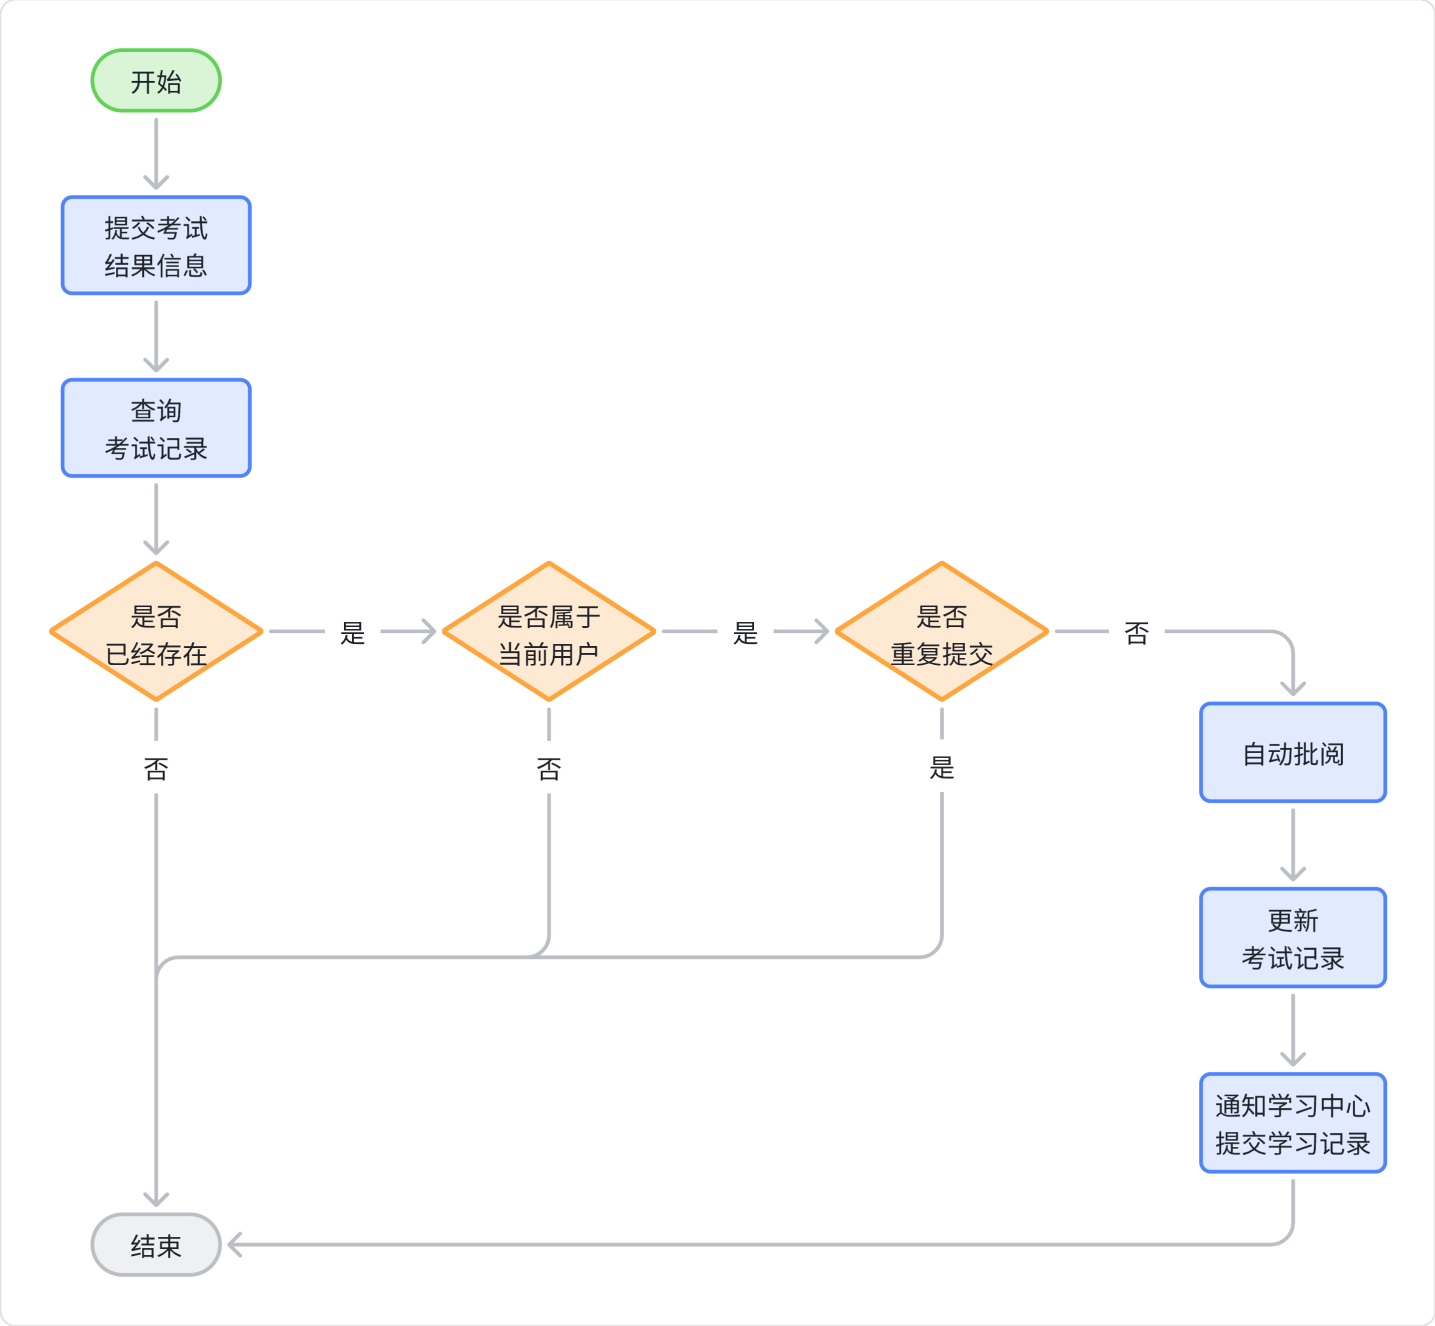 开始
提交考试
结果信息
查询
考试记录
是否
已经存在
是
是否属于
当前用户
是
是否
重复提交
否
否
否
是
自动批阅
更新
考试记录
通知学习中心
提交学习记录
结束